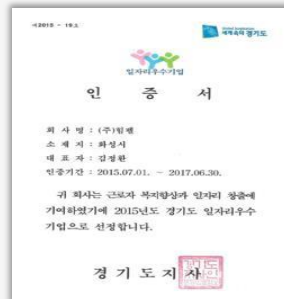 <2015 - 15호>
세계속의 경기도
일자리우수기업
인 증 서
회 사 명 : (주)힘펠
소 재 지 : 화성시
대 표 자 : 김정환
인증기간 : 2015.07.01. ~ 2017.06.30.
귀 회사는 근로자 복지향상과 일자리 창출에
기여하였기에 2015년도 경기도 일자리우수
기업으로 선정합니다.
경 기 도 지 사